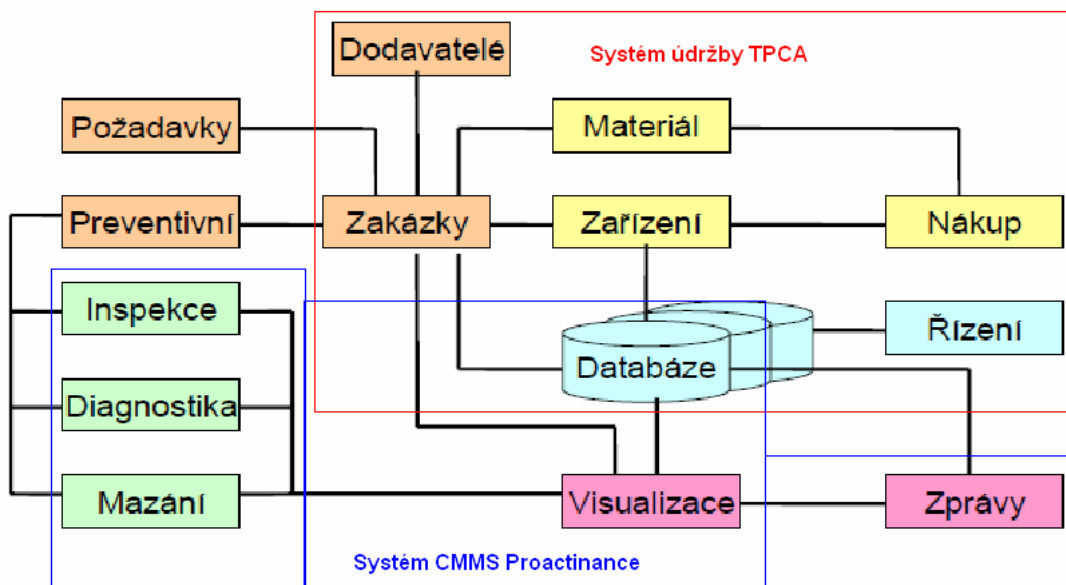 Dodavatelé
Systém údržby TPCA
Požadavky
Materiál
Preventivní
Zakázky
Zařízení
Nákup
Inspekce
Řízení
Databáze
Diagnostika
Mazání
Visualizace
Zprávy
Systém CMMS Proactinance